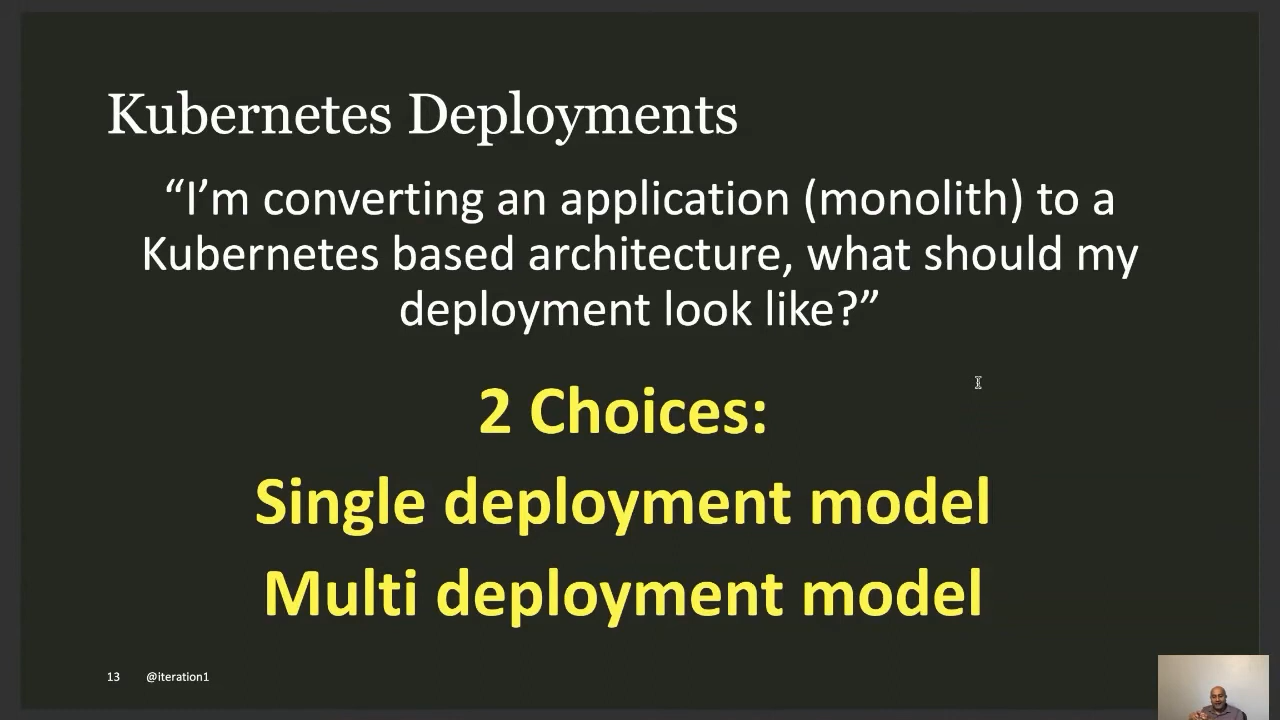 Kubernetes Deployments
“I’m converting an application (monolith) to a
Kubernetes based architecture, what should my
deployment look like?”
2 Choices:
Single deployment model
Multi deployment model
13 @iteration1